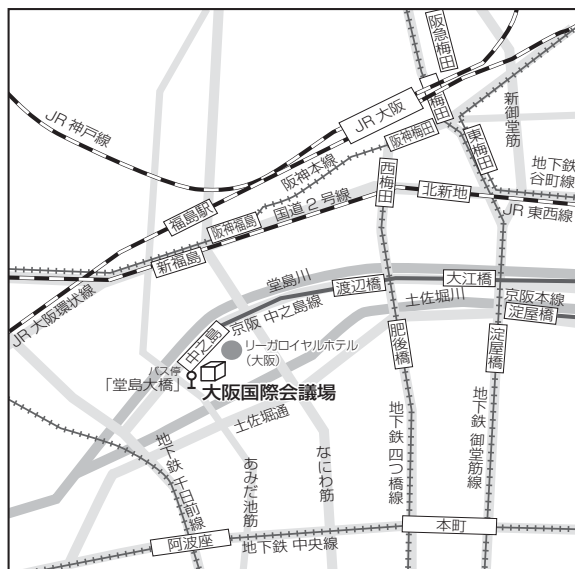 阪急梅田
JR 大阪
梅田
新御堂筋
JR 神戸線
阪神梅田
東梅田
阪神本線
地下鉄
谷町線
西梅田
北新地
国道2号線
JR 東西線
福島駅
阪神福島
新福島
堂島川
渡辺橋
大江橋
土佐堀川
京阪本線
淀屋橋
JR 大阪環状線
京阪 中之島線
中之島
リーガロイヤルホテル
(大阪)
肥後橋
淀屋橋
バス停
「堂島大橋」
大阪国際会議場
土佐堀通
地下鉄 千日前線
あみだ池筋
なにわ筋
地下鉄 四つ橋線
地下鉄 御堂筋線
本町
阿波座
地下鉄 中央線